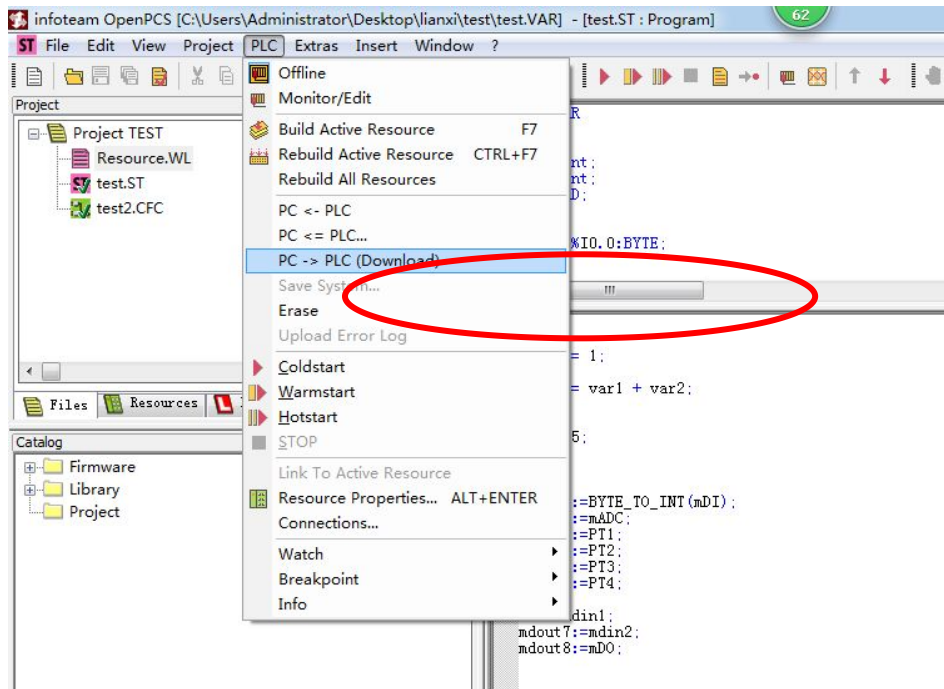 infoteam OpenPCS [C:\Users\Administrator\Desktop\lianxi\test\test.VAR] - [test.ST : Program]
62
ST File Edit View Project PLC Extras Insert Window ?
Project
Project TEST
Resource.WL
test.ST
test2.CFC
Files Resources L
Catalog
Firmware
Library
Project
Offline
Monitor/Edit
Build Active Resource F7
Rebuild Active Resource CTRL+F7
Rebuild All Resources
PC <- PLC
PC <= PLC...
PC -> PLC (Download)
Save System...
Erase
Upload Error Log
Coldstart
Warmstart
Hotstart
STOP
Link To Active Resource
Resource Properties... ALT+ENTER
Connections...
Watch
Breakpoint
Info
R
nt;
nt;
D;
%I0.0:BYTE;
= 1;
= var1 + var2;
5;
:=BYTE_TO_INT(mDI);
:=mADC;
:=PT1;
:=PT2;
:=PT3;
:=PT4;
din1;
mdout7:=mdin2;
mdout8:=mDO;